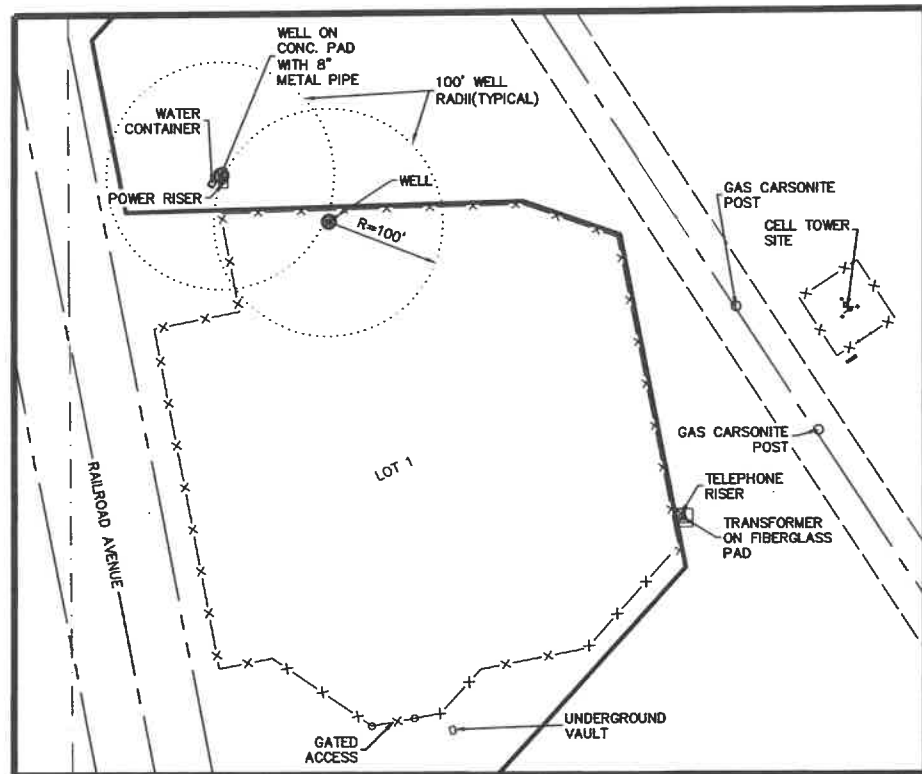 WELL ON
CONC. PAD
WITH 8"
METAL PIPE
100' WELL
RADII(TYPICAL)
WATER
CONTAINER
POWER RISER
WELL
R=100'
GAS CARSONITE
POST
CELL TOWER
SITE
GAS CARSONITE
POST
LOT 1
TELEPHONE
RISER
TRANSFORMER
ON FIBERGLASS
PAD
RAILROAD AVENUE
UNDERGROUND
VAULT
GATED
ACCESS